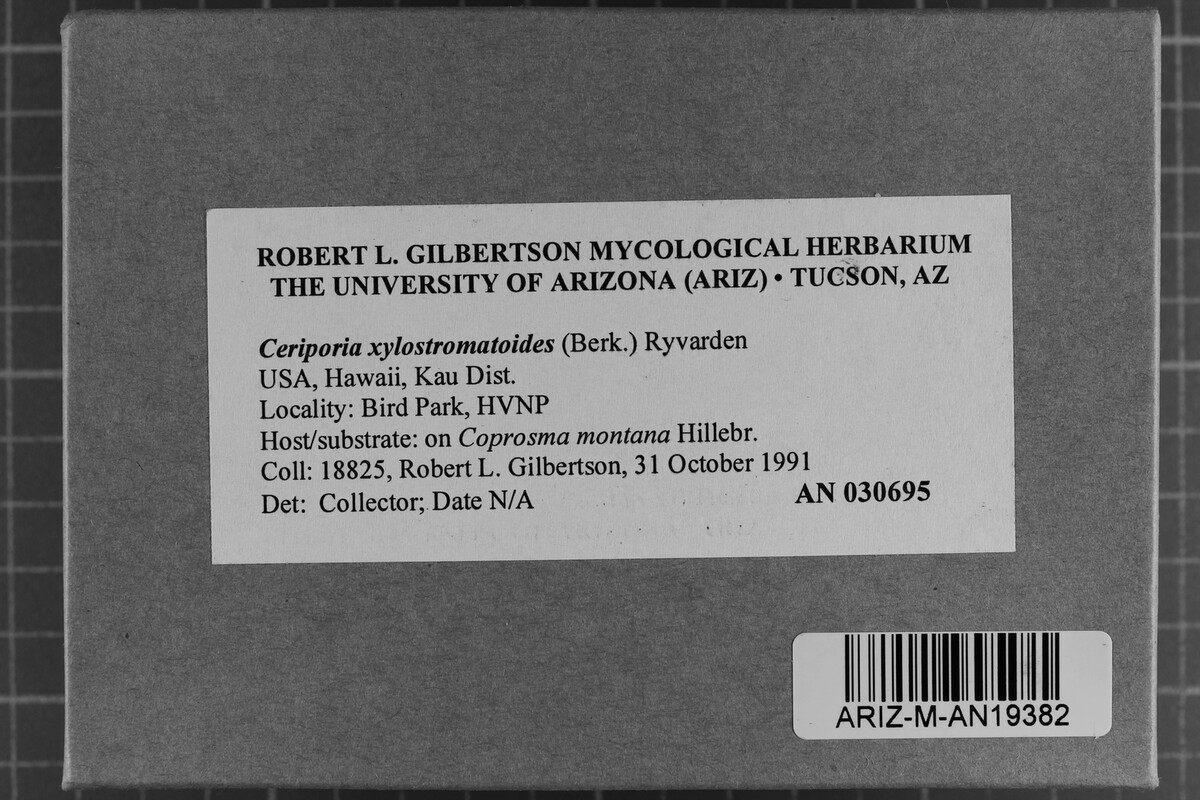 ROBERT L. GILBERTSON MYCOLOGICAL HERBARIUM
THE UNIVERSITY OF ARIZONA (ARIZ) • TUCSON, AZ
Ceriporia xylostromatoides (Berk.) Ryvarden
USA, Hawaii, Kau Dist.
Locality: Bird Park, HVNP
Host/substrate: on Coprosma montana Hillebr.
Coll: 18825, Robert L. Gilbertson, 31 October 1991
Det: Collector; Date N/A
AN 030695
ARIZ-M-AN19382